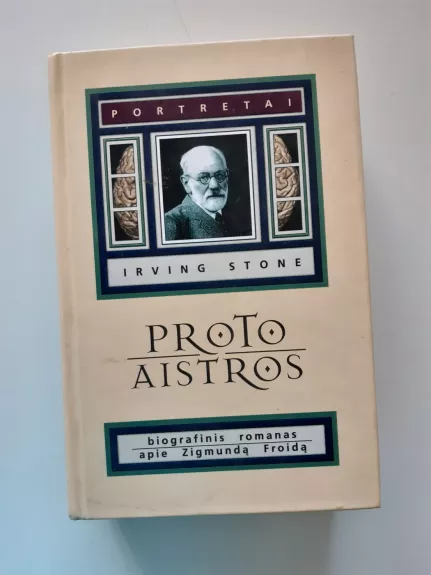 PORTRETAI
IRVING STONE
PROTO
AISTROS
biografinis romanas
apie Zigmundą Froidą